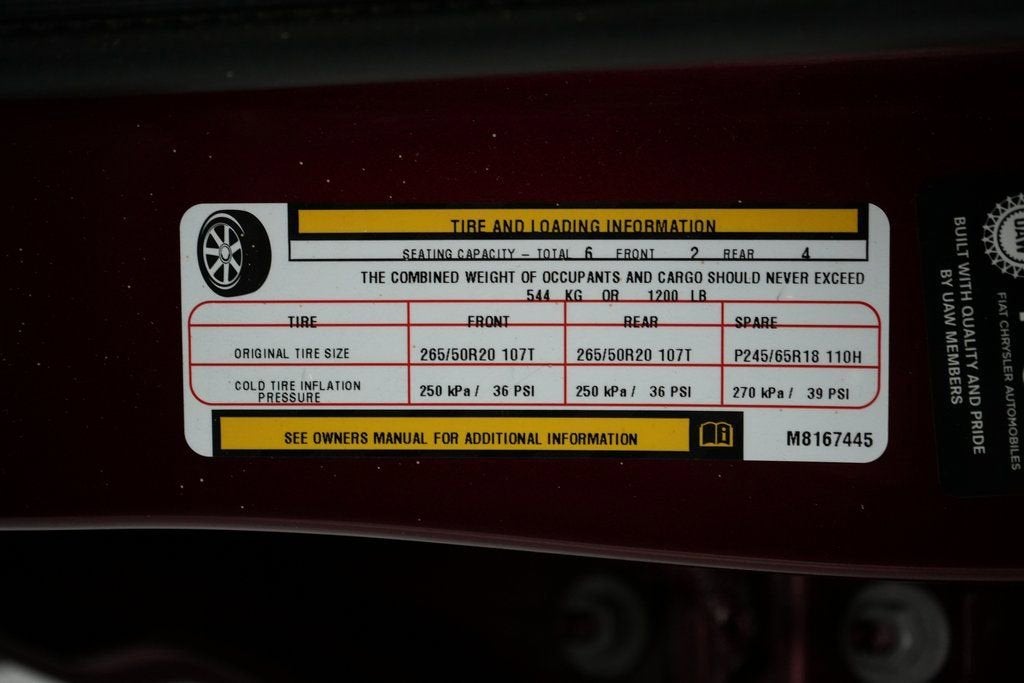 TIRE AND LOADING INFORMATION
SEATING CAPACITY – TOTAL 6 FRONT 2 REAR 4
THE COMBINED WEIGHT OF OCCUPANTS AND CARGO SHOULD NEVER EXCEED
544 KG OR 1200 LB
TIRE FRONT REAR SPARE
ORIGINAL TIRE SIZE 265/50R20 107T 265/50R20 107T P245/65R18 110H
COLD TIRE INFLATION
PRESSURE 250 kPa / 36 PSI 250 kPa / 36 PSI 270 kPa / 39 PSI
SEE OWNERS MANUAL FOR ADDITIONAL INFORMATION
M8167445
UAW
FIAT CHRYSLER AUTOMOBILES
BUILT WITH QUALITY AND PRIDE
BY UAW MEMBERS